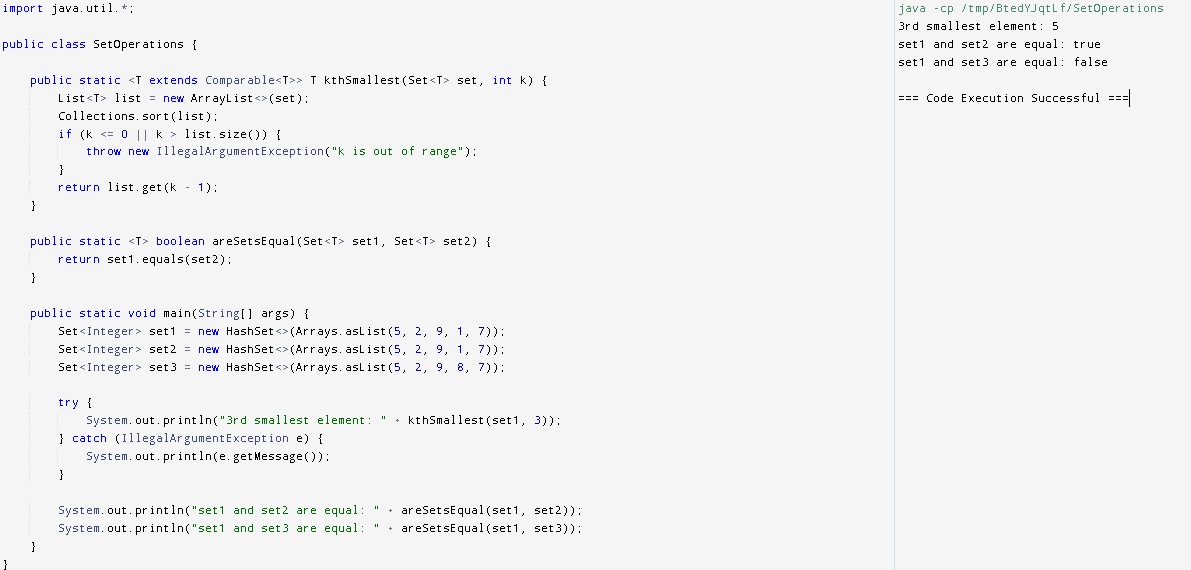 import java.util.*;
public class SetOperations {
public static <T extends Comparable<T>> T kthSmallest(Set<T> set, int k) {
List<T> list = new ArrayList<>(set);
Collections.sort(list);
if (k <= 0 || k > list.size()) {
throw new IllegalArgumentException("k is out of range");
}
return list.get(k - 1);
}
public static <T> boolean areSetsEqual(Set<T> set1, Set<T> set2) {
return set1.equals(set2);
}
public static void main(String[] args) {
Set<Integer> set1 = new HashSet<>(Arrays.asList(5, 2, 9, 1, 7));
Set<Integer> set2 = new HashSet<>(Arrays.asList(5, 2, 9, 1, 7));
Set<Integer> set3 = new HashSet<>(Arrays.asList(5, 2, 9, 8, 7));
try {
System.out.println("3rd smallest element: " + kthSmallest(set1, 3));
} catch (IllegalArgumentException e) {
System.out.println(e.getMessage());
}
System.out.println("set1 and set2 are equal: " + areSetsEqual(set1, set2));
System.out.println("set1 and set3 are equal: " + areSetsEqual(set1, set3));
}
}
java -cp /tmp/BtedYJqtLf/SetOperations
3rd smallest element: 5
set1 and set2 are equal: true
set1 and set3 are equal: false
=== Code Execution Successful ===